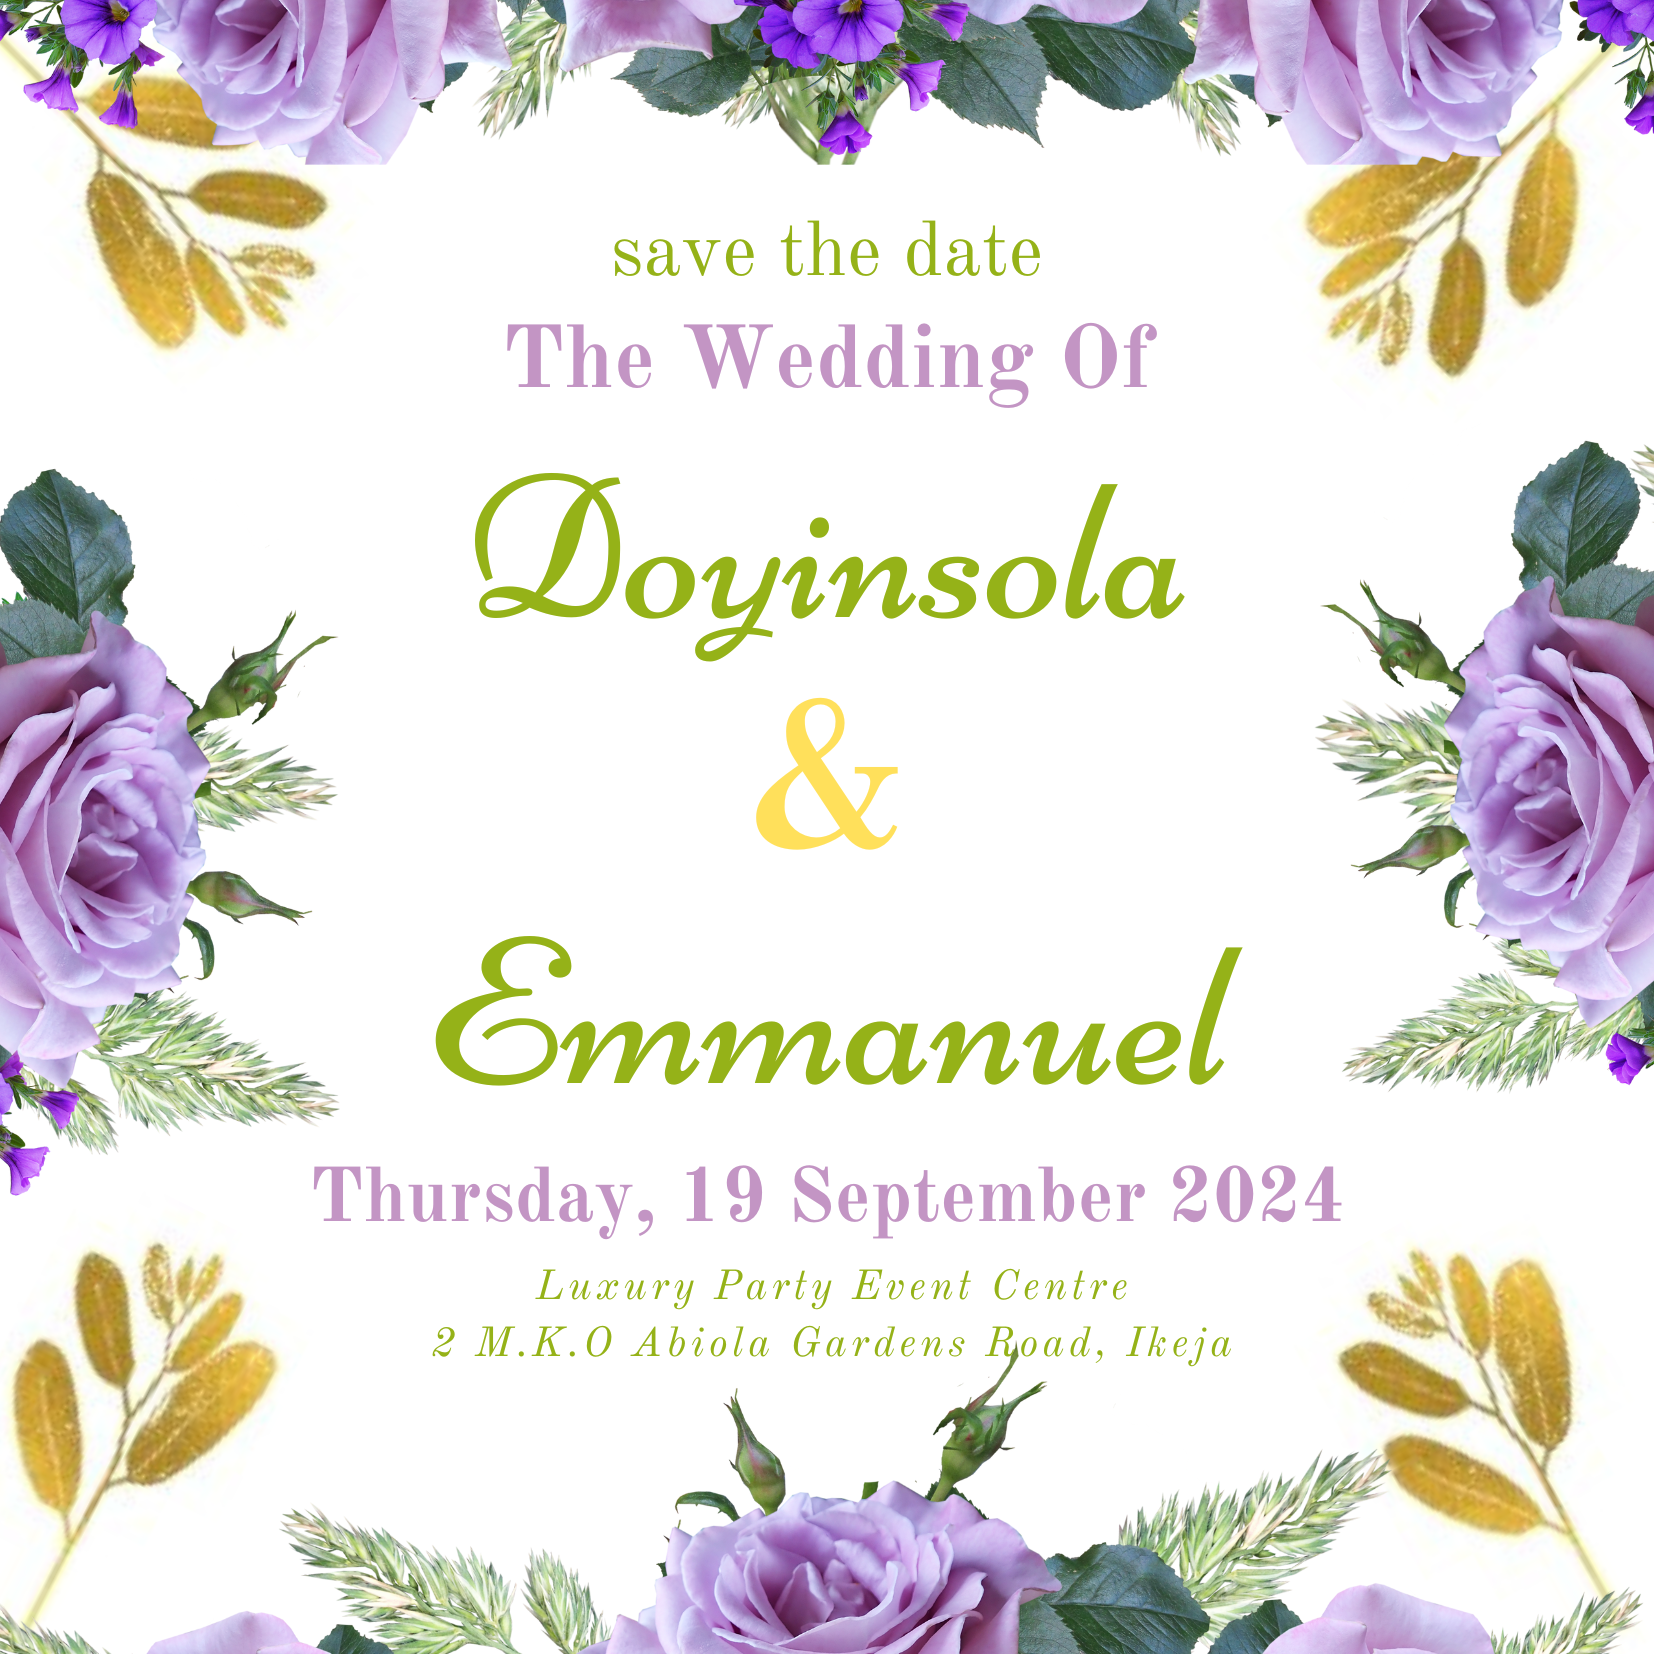 save the date
The Wedding Of
Doyinsola
&
Emmanuel
Thursday, 19 September 2024
Luxury Party Event Centre
2 M.K.O Abiola Gardens Road, Ikeja